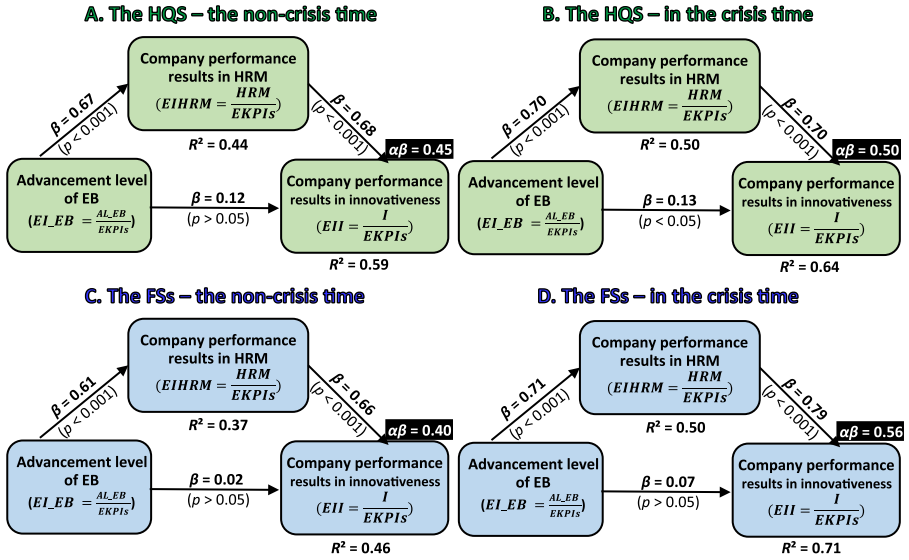 A. The HQS – the non-crisis time
Company performance
results in HRM
(EIHRM = HRM/EKPIs)
β = 0.67
(p < 0.001)
β = 0.68
(p < 0.001)
R² = 0.44
αβ = 0.45
Advancement level
of EB
(EI_EB = AL_EB/EKPIs)
β = 0.12
(p > 0.05)
Company performance
results in innovativeness
(EII = I/EKPIs)
R² = 0.59
B. The HQS – in the crisis time
Company performance
results in HRM
(EIHRM = HRM/EKPIs)
β = 0.70
(p < 0.001)
β = 0.70
(p < 0.001)
R² = 0.50
αβ = 0.50
Advancement level
of EB
(EI_EB = AL_EB/EKPIs)
β = 0.13
(p < 0.05)
Company performance
results in innovativeness
(EII = I/EKPIs)
R² = 0.64
C. The FSs – the non-crisis time
Company performance
results in HRM
(EIHRM = HRM/EKPIs)
β = 0.61
(p < 0.001)
β = 0.66
(p < 0.001)
R² = 0.37
αβ = 0.40
Advancement level
of EB
(EI_EB = AL_EB/EKPIs)
β = 0.02
(p > 0.05)
Company performance
results in innovativeness
(EII = I/EKPIs)
R² = 0.46
D. The FSs – in the crisis time
Company performance
results in HRM
(EIHRM = HRM/EKPIs)
β = 0.71
(p < 0.001)
β = 0.79
(p < 0.001)
R² = 0.50
αβ = 0.56
Advancement level
of EB
(EI_EB = AL_EB/EKPIs)
β = 0.07
(p > 0.05)
Company performance
results in innovativeness
(EII = I/EKPIs)
R² = 0.71